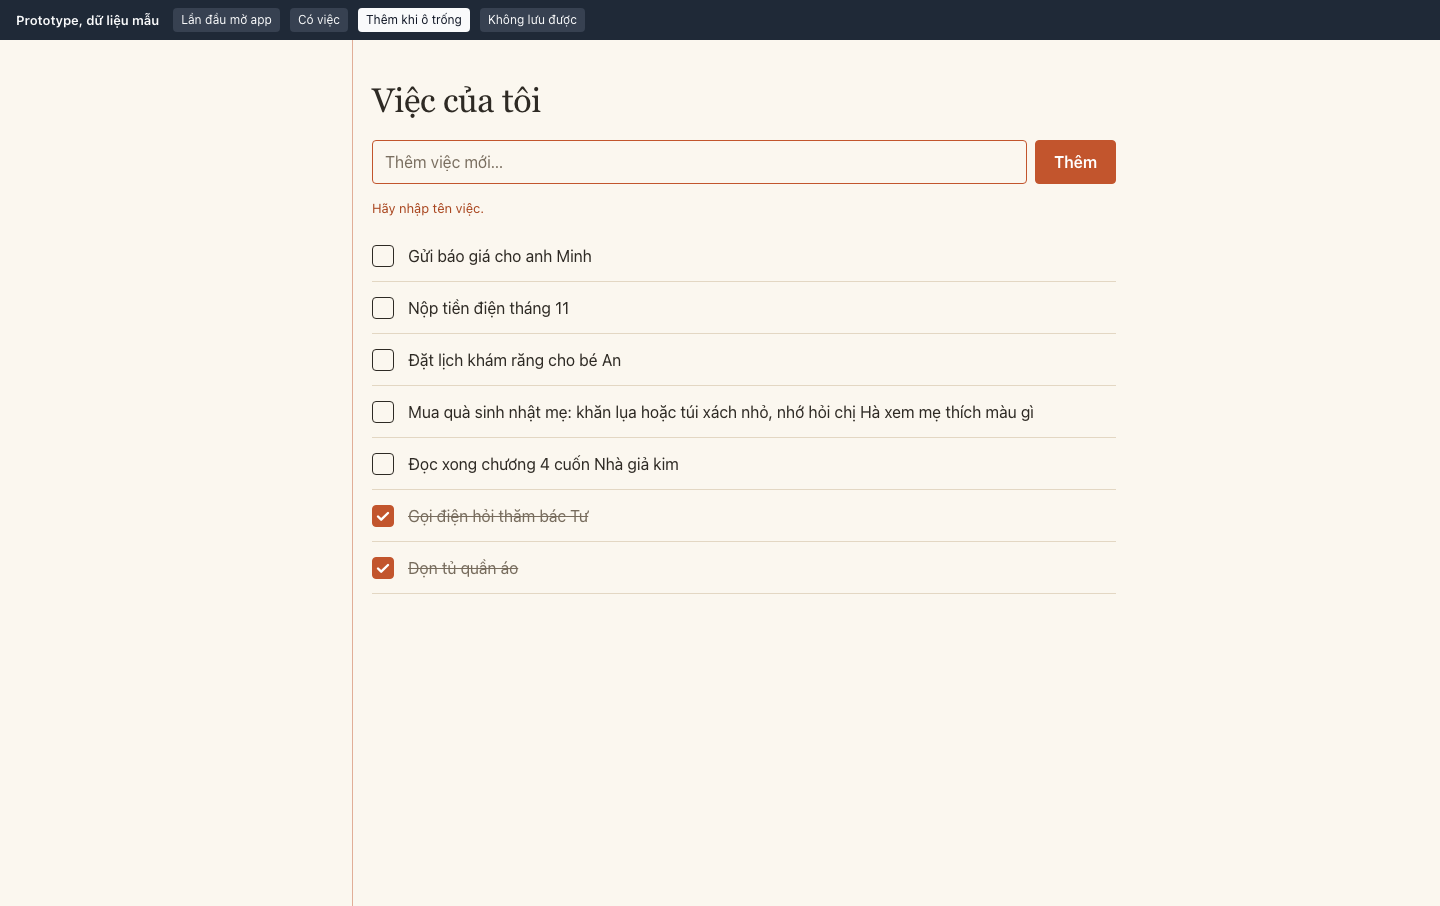 Prototype, dữ liệu mẫu Lần đầu mở app Có việc Thêm khi ô trống Không lưu được
Việc của tôi
Thêm việc mới... Thêm
Hãy nhập tên việc.
Gửi báo giá cho anh Minh
Nộp tiền điện tháng 11
Đặt lịch khám răng cho bé An
Mua quà sinh nhật mẹ: khăn lụa hoặc túi xách nhỏ, nhớ hỏi chị Hà xem mẹ thích màu gì
Đọc xong chương 4 cuốn Nhà giả kim
Gọi điện hỏi thăm bác Tư
Dọn tủ quần áo